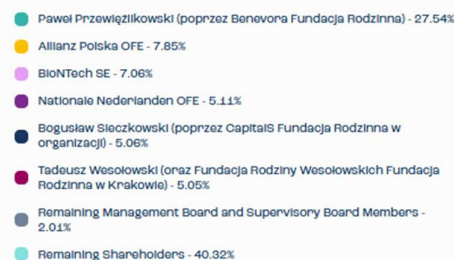 Paweł Przewięźlikowski (poprzez Benevora Fundacja Rodzinna) - 27.54%
Allianz Polska OFE - 7.85%
BioNTech SE - 7.06%
Nationale Nederlanden OFE - 5.11%
Bogusław Sieczkowski (poprzez CapitalS Fundacja Rodzinna w
organizacji) - 5.06%
Tadeusz Wesołowski (oraz Fundacja Rodziny Wesołowskich Fundacja
Rodzinna w Krakowie) - 5.05%
Remaining Management Board and Supervisory Board Members -
2.01%
Remaining Shareholders - 40.32%